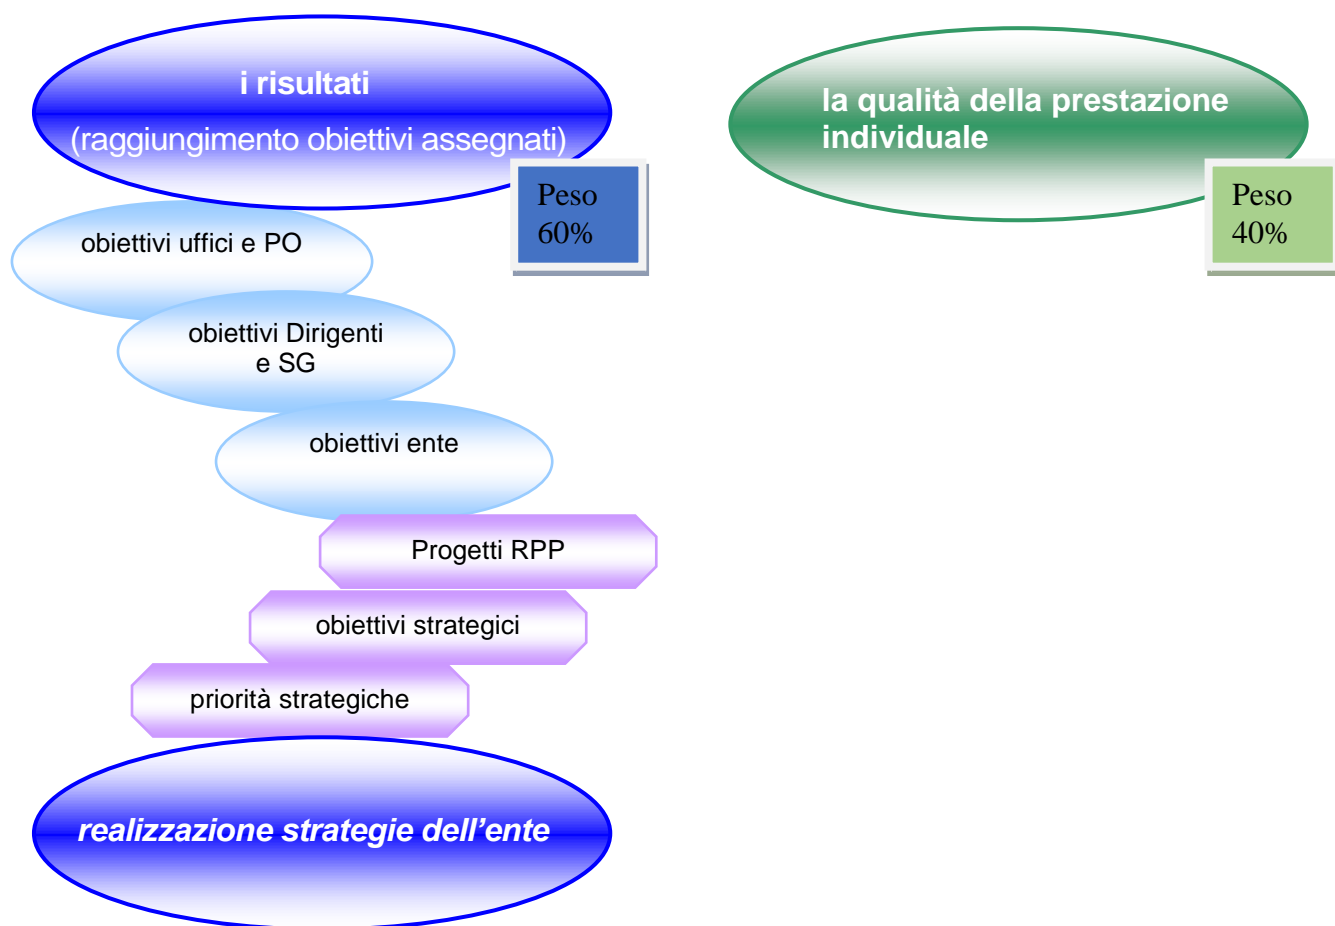 i risultati
(raggiungimento obiettivi assegnati)
Peso
60%
obiettivi uffici e PO
obiettivi Dirigenti
e SG
obiettivi ente
Progetti RPP
obiettivi strategici
priorità strategiche
realizzazione strategie dell’ente
la qualità della prestazione
individuale
Peso
40%